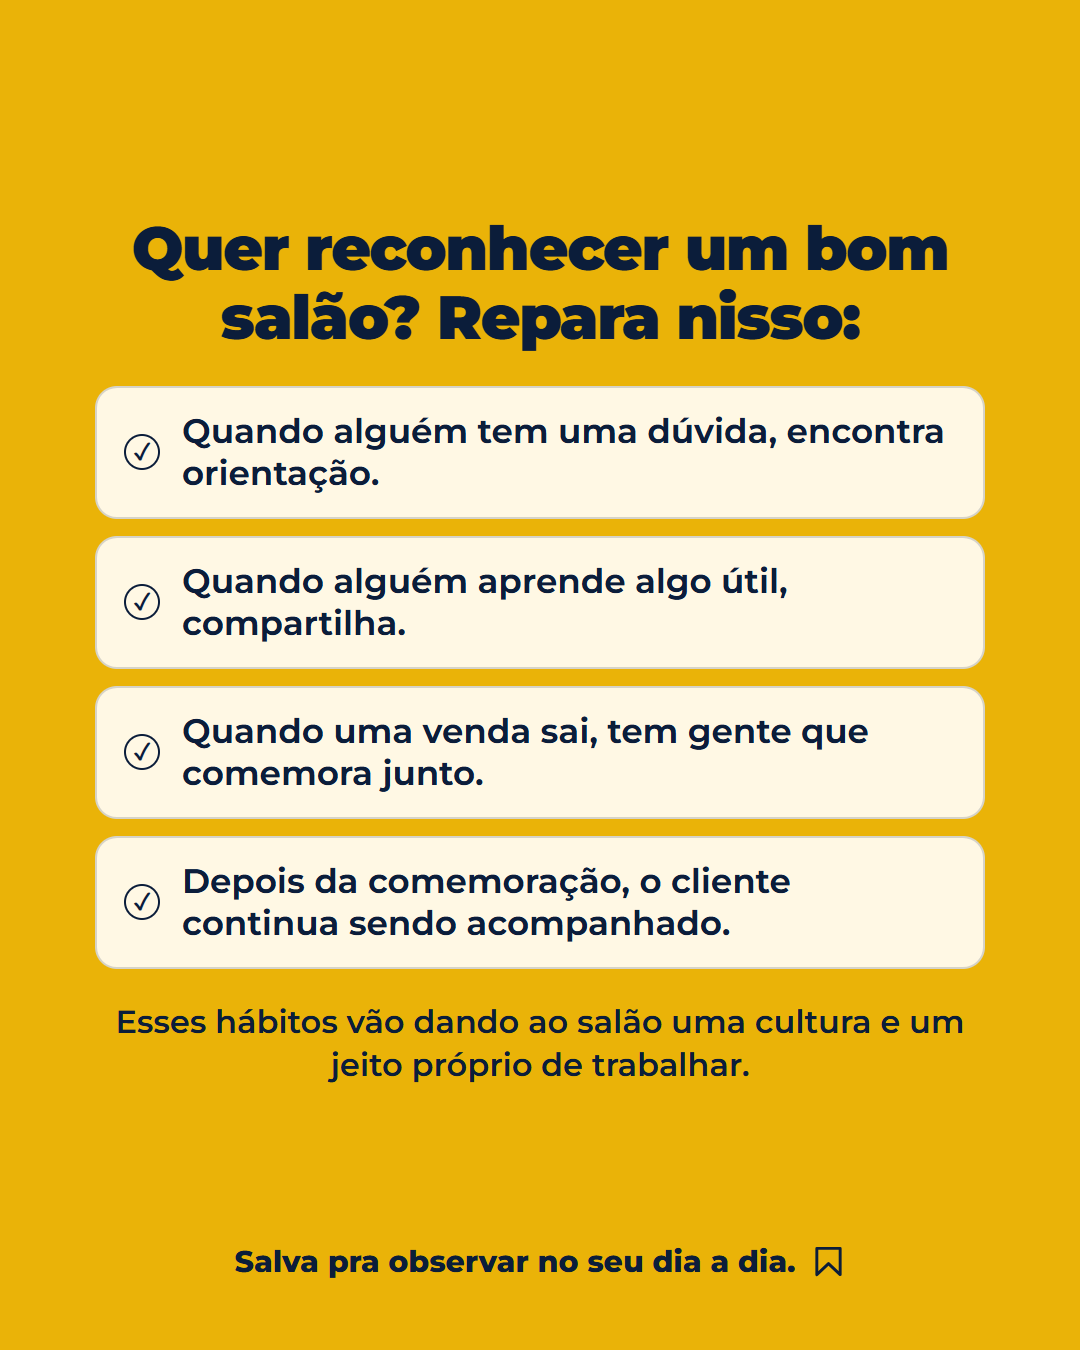 Quer reconhecer um bom
salão? Repara nisso:
Quando alguém tem uma dúvida, encontra
orientação.
Quando alguém aprende algo útil,
compartilha.
Quando uma venda sai, tem gente que
comemora junto.
Depois da comemoração, o cliente
continua sendo acompanhado.
Esses hábitos vão dando ao salão uma cultura e um
jeito próprio de trabalhar.
Salva pra observar no seu dia a dia.